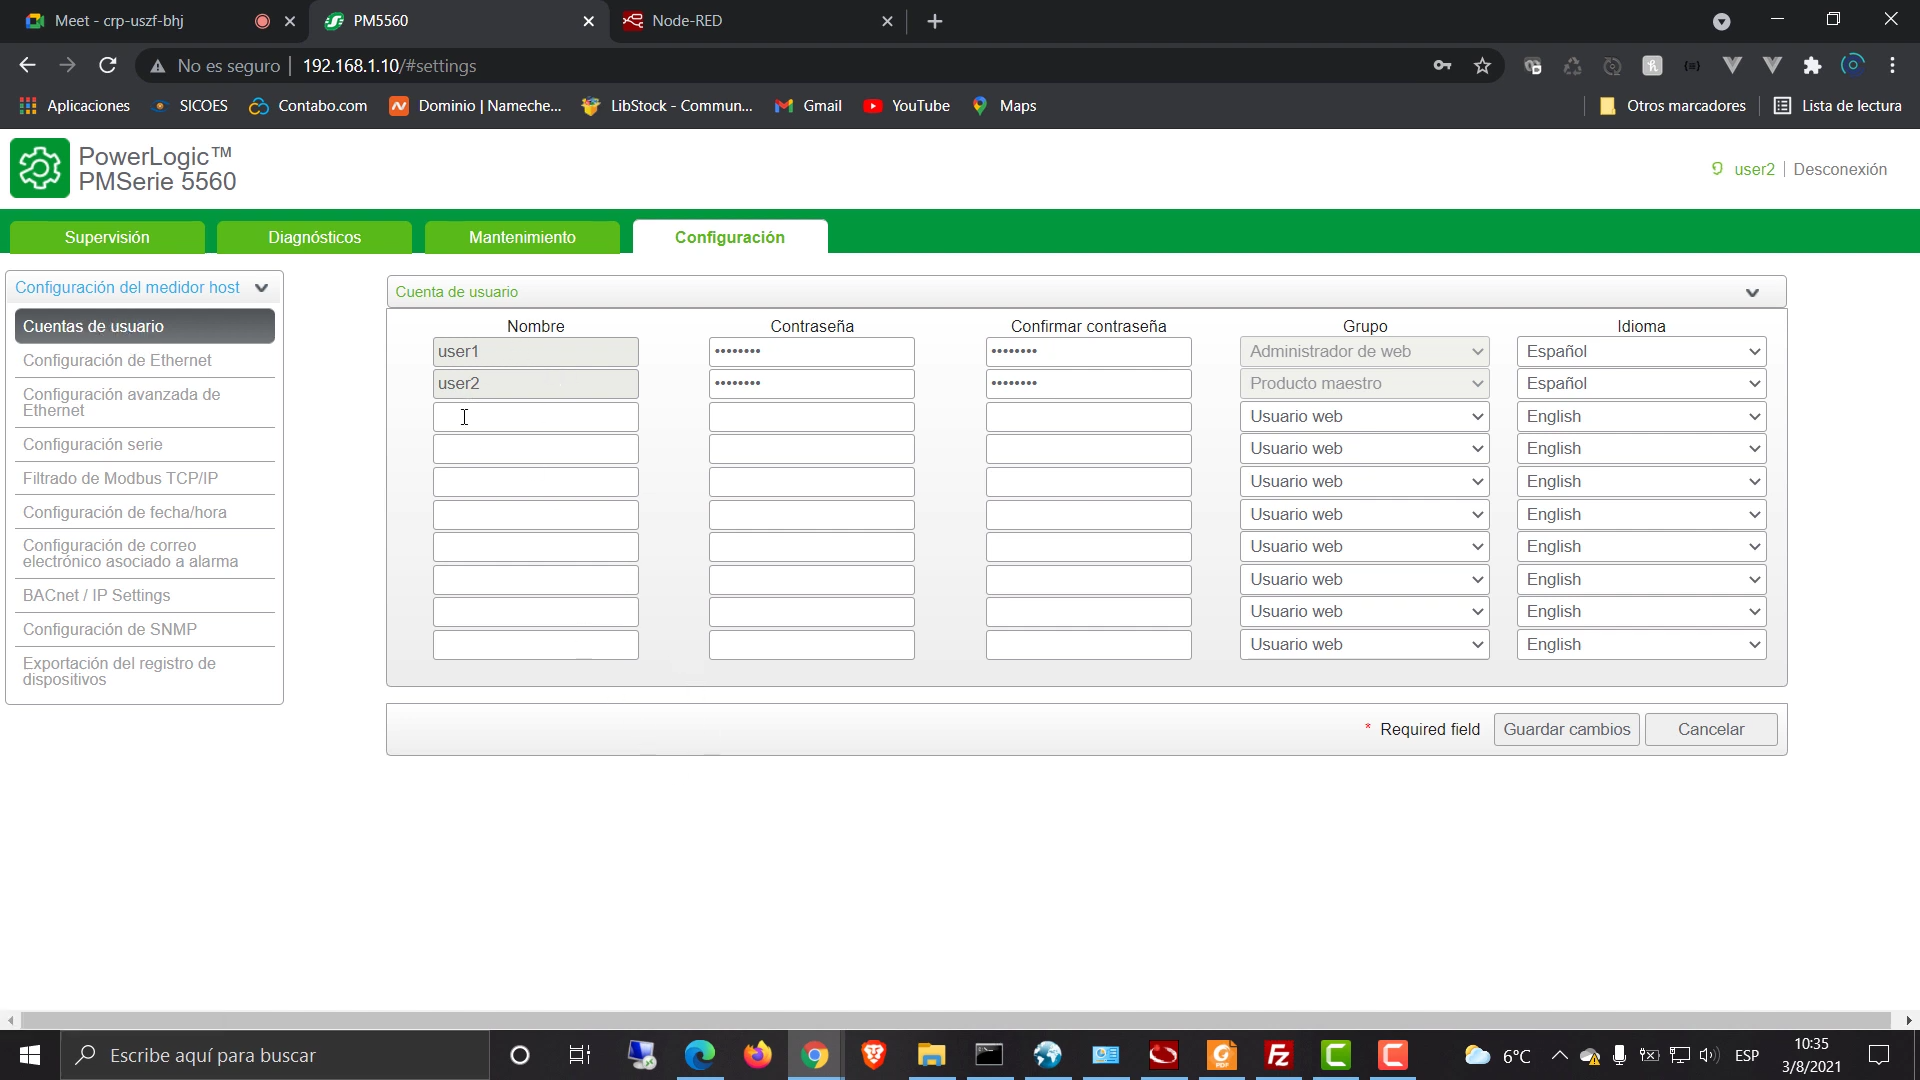 Meet - crp-uszf-bhj
PM5560
Node-RED
No es seguro
192.168.1.10/#settings
Aplicaciones
SICOES
Contabo.com
Dominio | Nameche...
LibStock - Commun...
Gmail
YouTube
Maps
Otros marcadores
Lista de lectura
PowerLogic™
PMSerie 5560
user2
Desconexión
Supervisión
Diagnósticos
Mantenimiento
Configuración
Configuración del medidor host
Cuentas de usuario
Configuración de Ethernet
Configuración avanzada de
Ethernet
Configuración serie
Filtrado de Modbus TCP/IP
Configuración de fecha/hora
Configuración de correo
electrónico asociado a alarma
BACnet / IP Settings
Configuración de SNMP
Exportación del registro de
dispositivos
Cuenta de usuario
Nombre Contraseña Confirmar contraseña Grupo Idioma
user1 •••••••• •••••••• Administrador de web Español
user2 •••••••• •••••••• Producto maestro Español
Usuario web English
Usuario web English
Usuario web English
Usuario web English
Usuario web English
Usuario web English
Usuario web English
Usuario web English
* Required field
Guardar cambios
Cancelar
Escribe aquí para buscar
6°C
ESP
10:35
3/8/2021